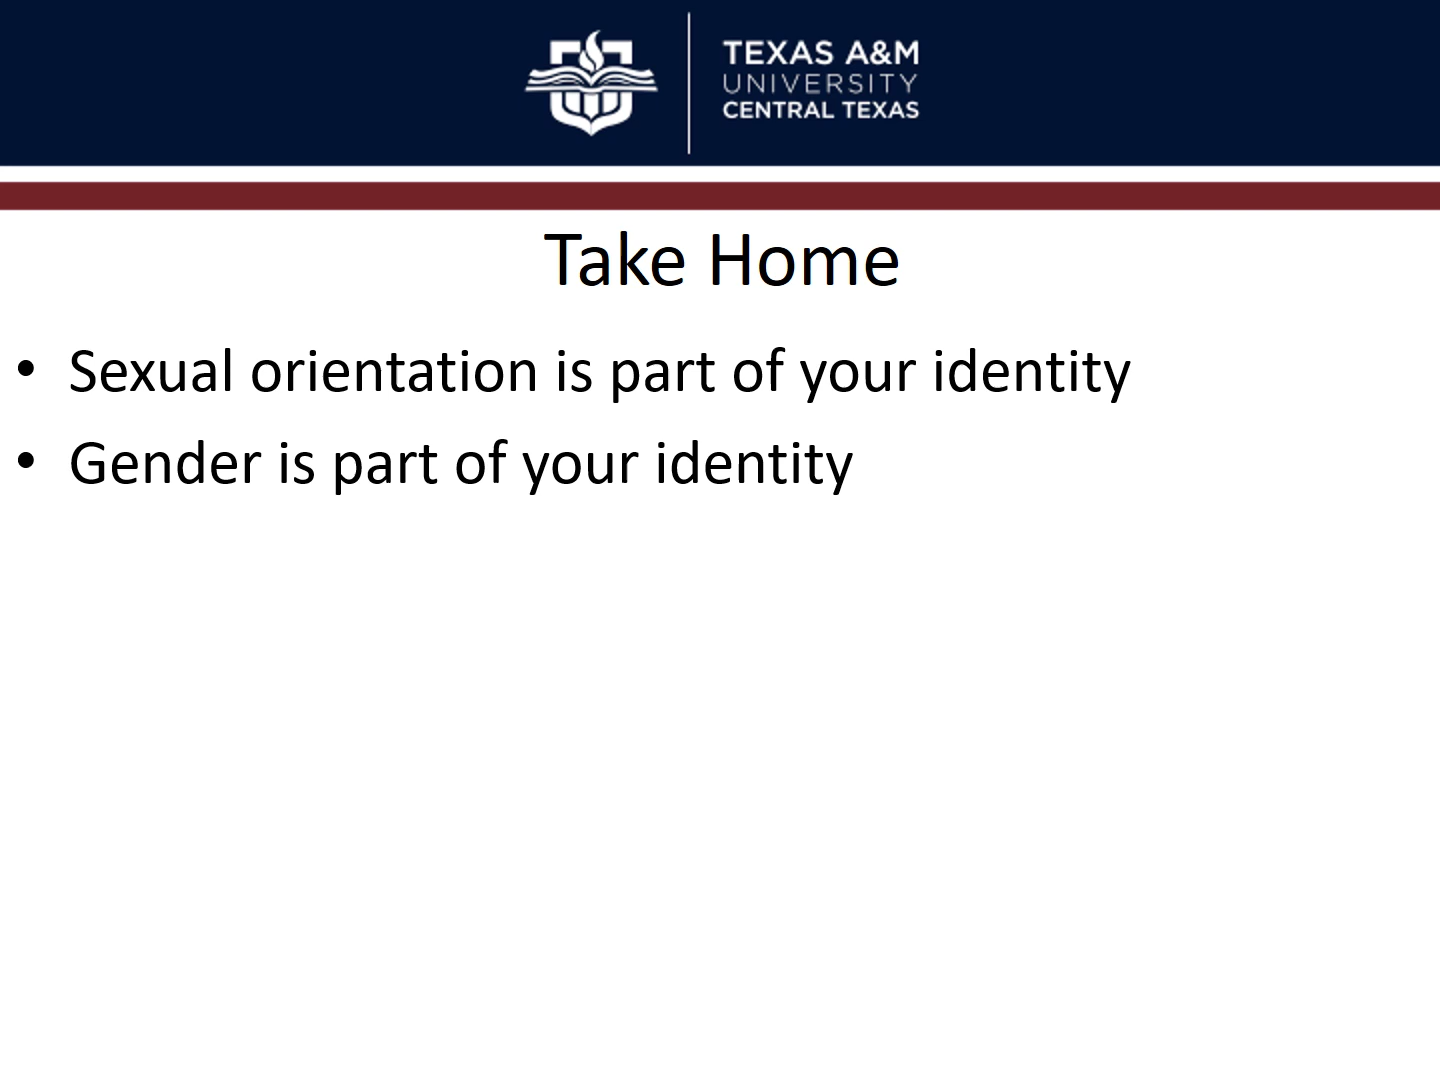 TEXAS A&M
UNIVERSITY
CENTRAL TEXAS
Take Home
• Sexual orientation is part of your identity
• Gender is part of your identity